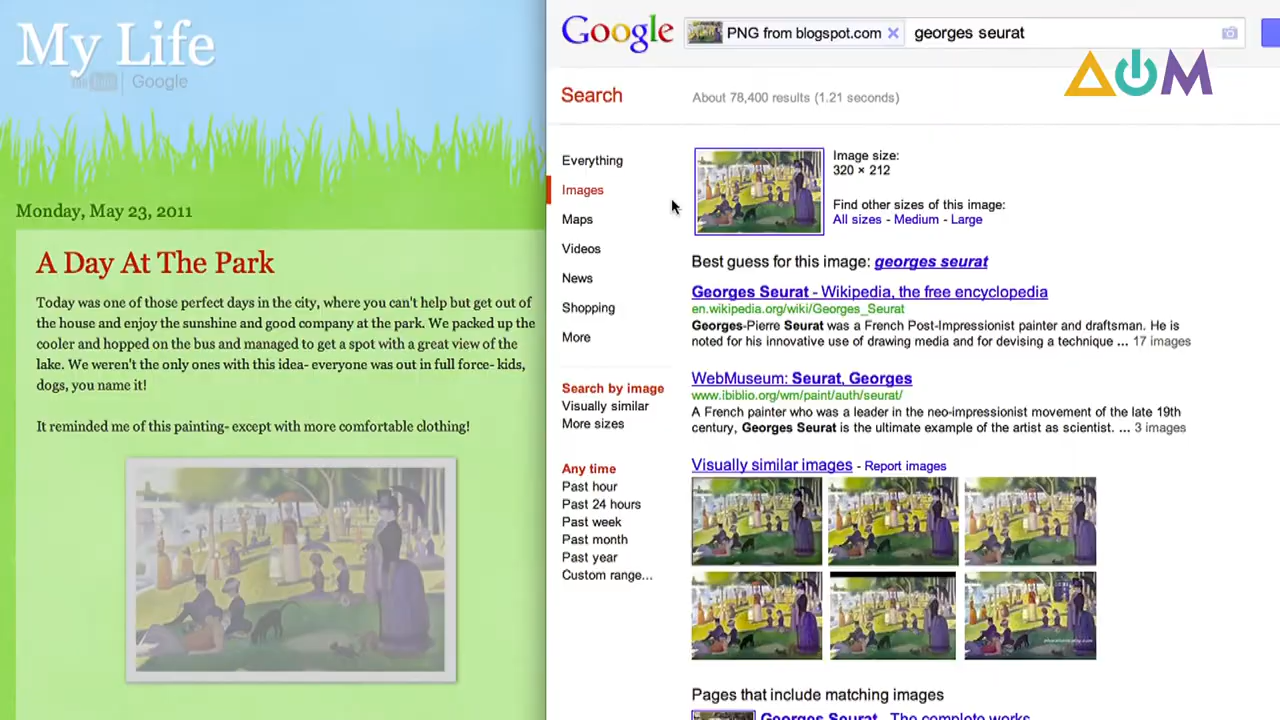 My Life
Google
Monday, May 23, 2011
A Day At The Park
Today was one of those perfect days in the city, where you can't help but get out of
the house and enjoy the sunshine and good company at the park. We packed up the
cooler and hopped on the bus and managed to get a spot with a great view of the
lake. We weren't the only ones with this idea- everyone was out in full force- kids,
dogs, you name it!
It reminded me of this painting- except with more comfortable clothing!
Google
PNG from blogspot.com
georges seurat
Search
About 78,400 results (1.21 seconds)
Everything
Images
Maps
Videos
News
Shopping
More
Search by image
Visually similar
More sizes
Any time
Past hour
Past 24 hours
Past week
Past month
Past year
Custom range...
Image size:
320 × 212
Find other sizes of this image:
All sizes - Medium - Large
Best guess for this image: georges seurat
Georges Seurat - Wikipedia, the free encyclopedia
en.wikipedia.org/wiki/Georges_Seurat
Georges-Pierre Seurat was a French Post-Impressionist painter and draftsman. He is
noted for his innovative use of drawing media and for devising a technique ... 17 images
WebMuseum: Seurat, Georges
www.ibiblio.org/wm/paint/auth/seurat/
A French painter who was a leader in the neo-impressionist movement of the late 19th
century, Georges Seurat is the ultimate example of the artist as scientist. ... 3 images
Visually similar images - Report images
Pages that include matching images
Georges Seurat - The complete works